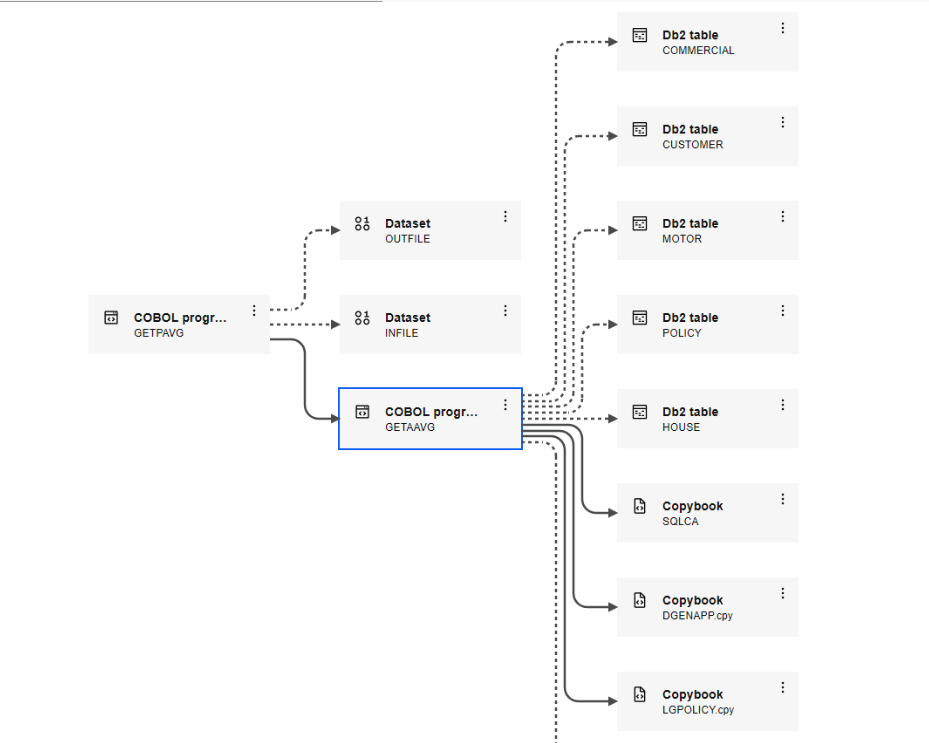 Db2 table
COMMERCIAL
Db2 table
CUSTOMER
Dataset
OUTFILE
Db2 table
MOTOR
COBOL progr...
GETPAVG
Dataset
INFILE
Db2 table
POLICY
COBOL progr...
GETAAVG
Db2 table
HOUSE
Copybook
SQLCA
Copybook
DGENAPP.cpy
Copybook
LGPOLICY.cpy